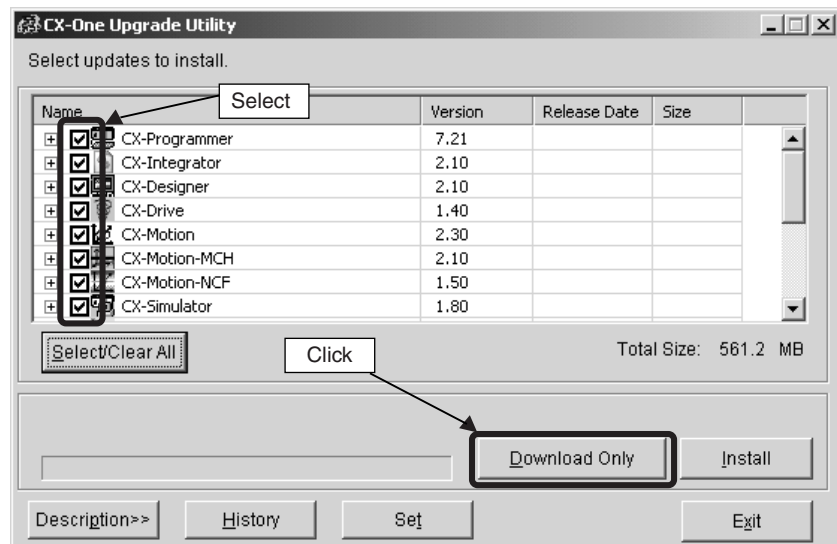 CX-One Upgrade Utility
Select updates to install.
Select
Name Version Release Date Size
CX-Programmer 7.21
CX-Integrator 2.10
CX-Designer 2.10
CX-Drive 1.40
CX-Motion 2.30
CX-Motion-MCH 2.10
CX-Motion-NCF 1.50
CX-Simulator 1.80
Select/Clear All
Click
Total Size: 561.2 MB
Download Only
Install
Description>>
History
Set
Exit